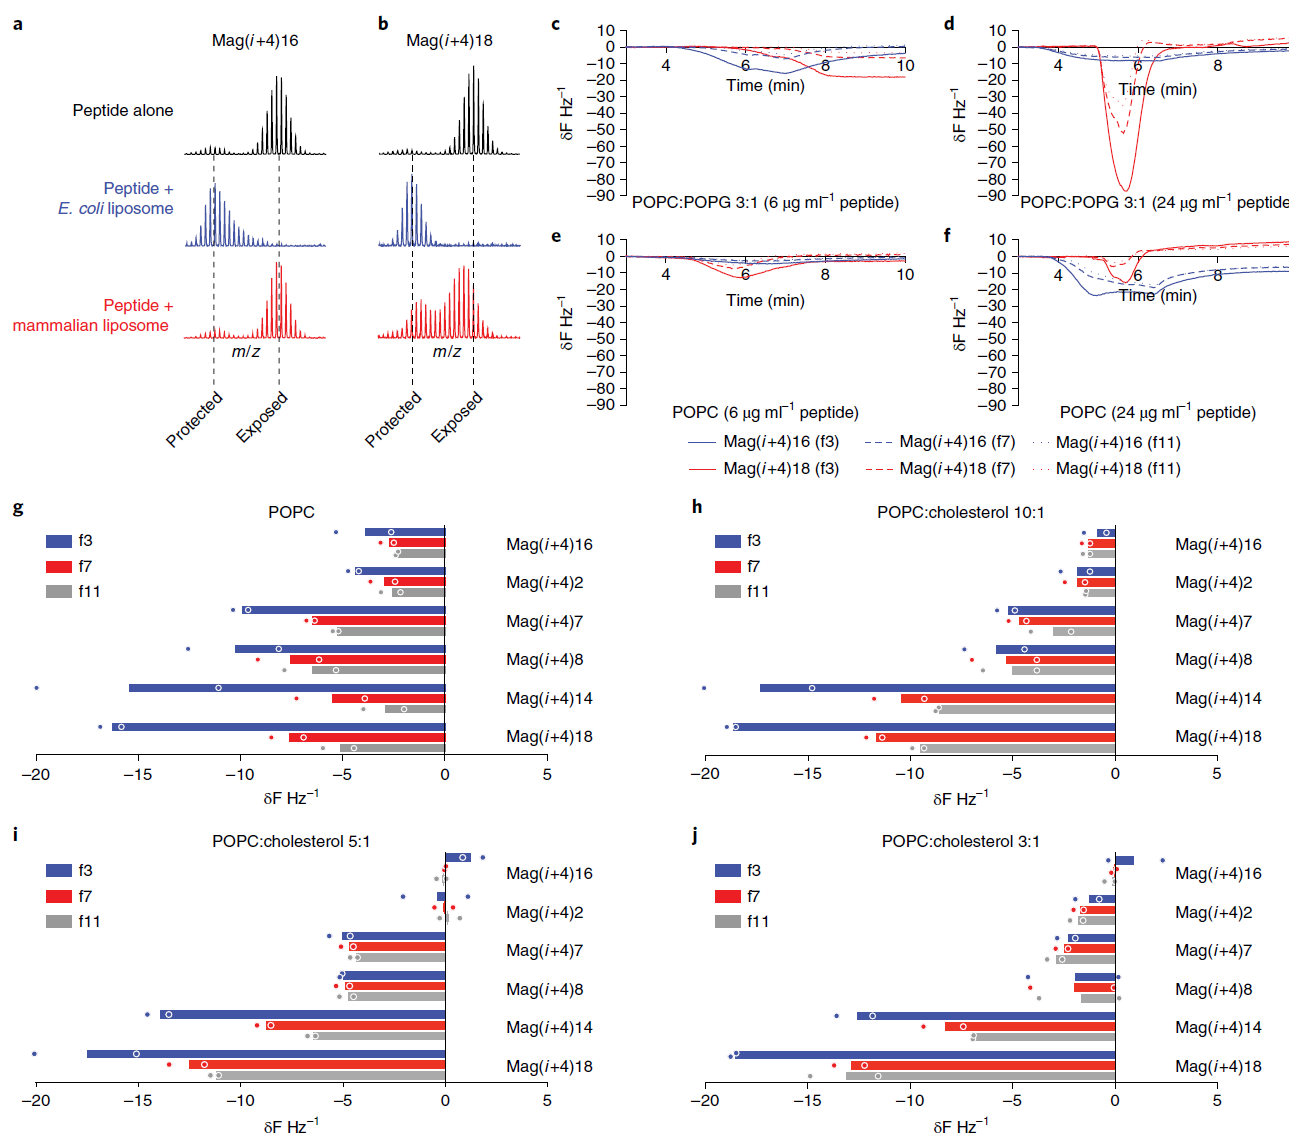 a
Mag(i+4)16
b
Mag(i+4)18
Peptide alone
Peptide +
E. coli liposome
Peptide +
mammalian liposome
m/z
m/z
Protected
Exposed
Protected
Exposed
c
10
0
−10
−20
−30
−40
−50
−60
−70
−80
−90
δF Hz⁻¹
4
6
8
10
Time (min)
POPC:POPG 3:1 (6 µg ml⁻¹ peptide)
d
10
0
−10
−20
−30
−40
−50
−60
−70
−80
−90
δF Hz⁻¹
4
6
8
Time (min)
POPC:POPG 3:1 (24 µg ml⁻¹ peptide
e
10
0
−10
−20
−30
−40
−50
−60
−70
−80
−90
δF Hz⁻¹
4
6
8
10
Time (min)
POPC (6 µg ml⁻¹ peptide)
f
10
0
−10
−20
−30
−40
−50
−60
−70
−80
−90
δF Hz⁻¹
4
6
8
Time (min)
POPC (24 µg ml⁻¹ peptide)
Mag(i+4)16 (f3)
Mag(i+4)16 (f7)
Mag(i+4)16 (f11)
Mag(i+4)18 (f3)
Mag(i+4)18 (f7)
Mag(i+4)18 (f11)
g
POPC
f3
f7
f11
Mag(i+4)16
Mag(i+4)2
Mag(i+4)7
Mag(i+4)8
Mag(i+4)14
Mag(i+4)18
−20
−15
−10
−5
0
5
δF Hz⁻¹
h
POPC:cholesterol 10:1
f3
f7
f11
Mag(i+4)16
Mag(i+4)2
Mag(i+4)7
Mag(i+4)8
Mag(i+4)14
Mag(i+4)18
−20
−15
−10
−5
0
5
δF Hz⁻¹
i
POPC:cholesterol 5:1
f3
f7
f11
Mag(i+4)16
Mag(i+4)2
Mag(i+4)7
Mag(i+4)8
Mag(i+4)14
Mag(i+4)18
−20
−15
−10
−5
0
5
δF Hz⁻¹
j
POPC:cholesterol 3:1
f3
f7
f11
Mag(i+4)16
Mag(i+4)2
Mag(i+4)7
Mag(i+4)8
Mag(i+4)14
Mag(i+4)18
−20
−15
−10
−5
0
5
δF Hz⁻¹